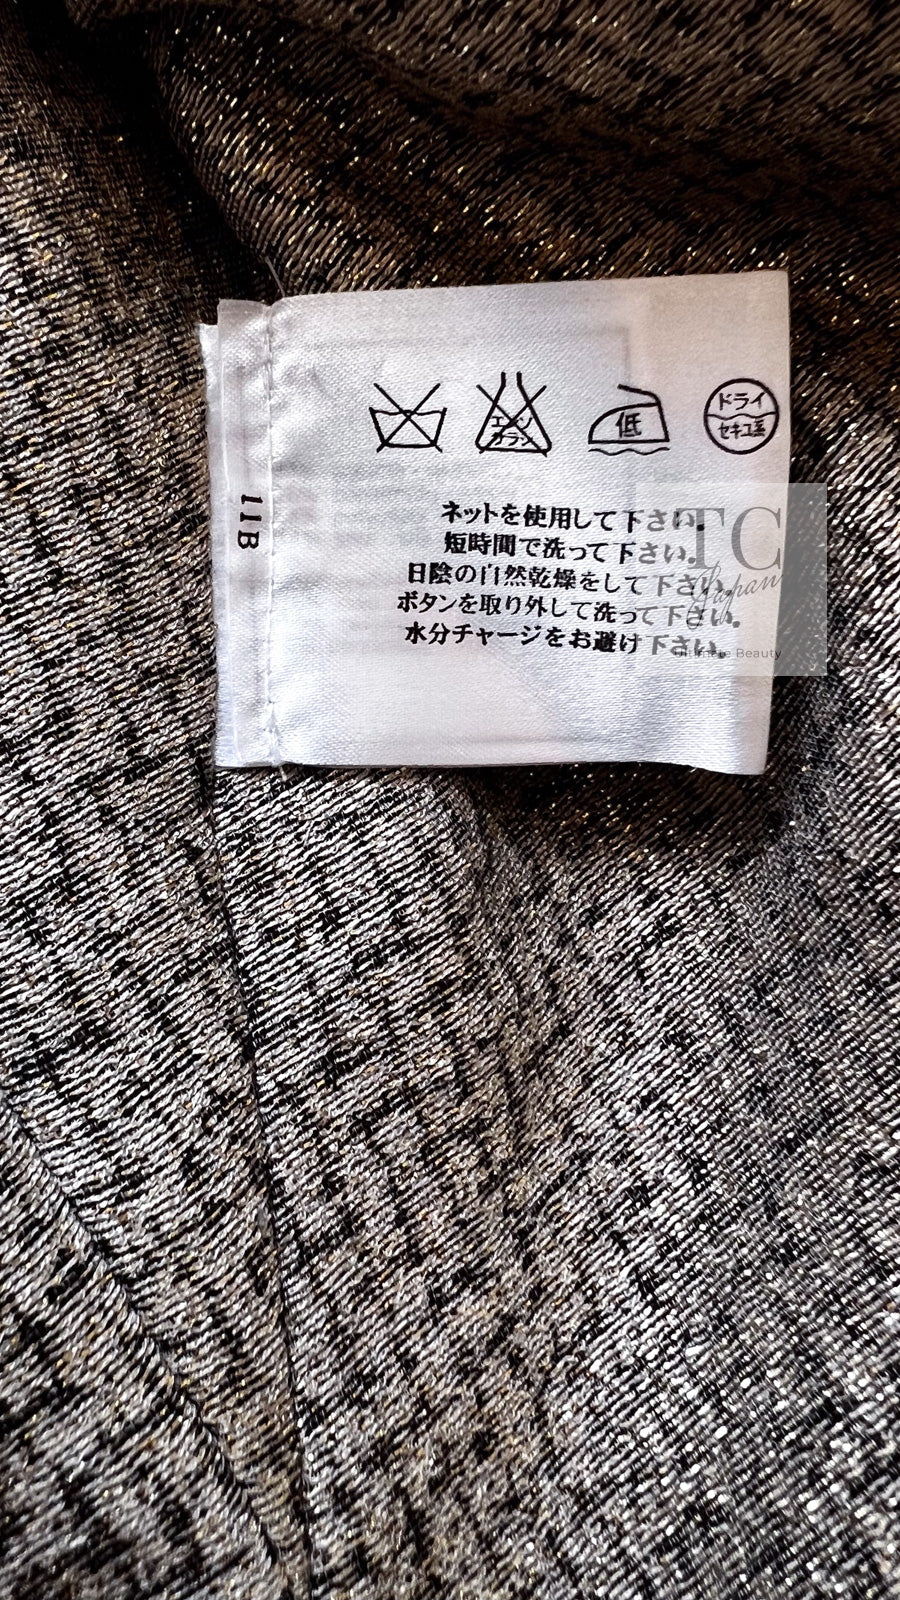 エンソ
サラシ
低
ドライ
セキユ系
11B
ネットを使用して下さい。
短時間で洗って下さい。
日陰の自然乾燥をして下さい。
ボタンを取り外して洗って下さい。
水分チャージをお避け下さい。
TC
Japan
Ultimate Beauty